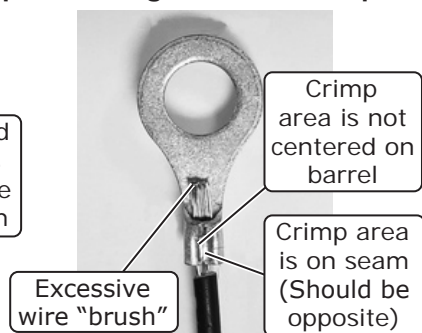 Crimp
area is not
centered on
barrel
Crimp area
is on seam
(Should be
opposite)
Excessive
wire “brush”